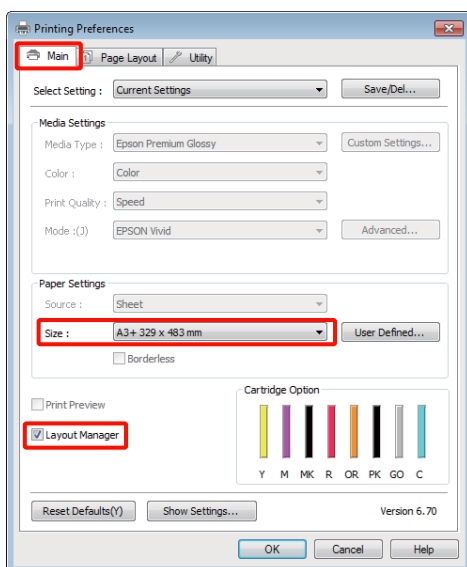 Printing Preferences
Main
Page Layout
Utility
Select Setting :
Current Settings
Save/Del...
Media Settings
Media Type :
Epson Premium Glossy
Custom Settings...
Color :
Color
Print Quality :
Speed
Mode :(J)
EPSON Vivid
Advanced...
Paper Settings
Source :
Sheet
Size :
A3+ 329 x 483 mm
User Defined...
Borderless
Print Preview
Layout Manager
Cartridge Option
Y M MK R OR PK GO C
Reset Defaults(Y)
Show Settings...
Version 6.70
OK
Cancel
Help